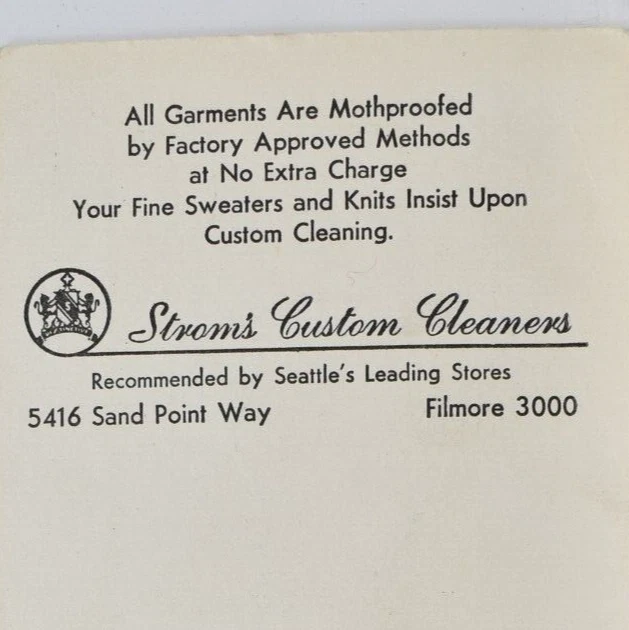 All Garments Are Mothproofed
by Factory Approved Methods
at No Extra Charge
Your Fine Sweaters and Knits Insist Upon
Custom Cleaning.
Strom's Custom Cleaners
Recommended by Seattle's Leading Stores
5416 Sand Point Way Filmore 3000